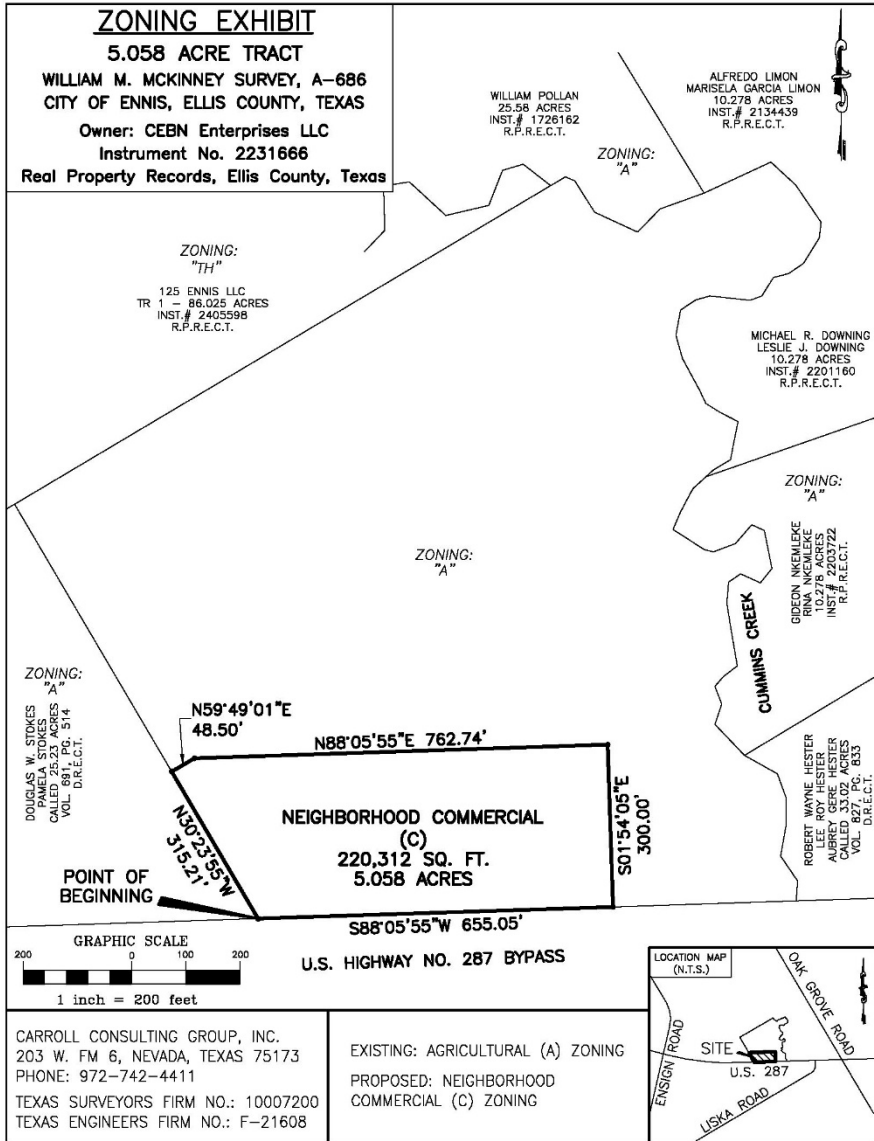 ZONING EXHIBIT
5.058 ACRE TRACT
WILLIAM M. MCKINNEY SURVEY, A-686
CITY OF ENNIS, ELLIS COUNTY, TEXAS
Owner: CEBN Enterprises LLC
Instrument No. 2231666
Real Property Records, Ellis County, Texas
WILLIAM POLLAN
25.58 ACRES
INST.# 1726162
R.P.R.E.C.T.
ALFREDO LIMON
MARISELA GARCIA LIMON
10.278 ACRES
INST.# 2134439
R.P.R.E.C.T.
ZONING:
"A"
ZONING:
"TH"
125 ENNIS LLC
TR 1 - 86.025 ACRES
INST.# 2405598
R.P.R.E.C.T.
MICHAEL R. DOWNING
LESLIE J. DOWNING
10.278 ACRES
INST.# 2201160
R.P.R.E.C.T.
ZONING:
"A"
GIDEON NKEMLEKE
RINA NKEMLEKE
10.278 ACRES
INST.# 2203722
R.P.R.E.C.T.
ZONING:
"A"
CUMMINS CREEK
ZONING:
"A"
DOUGLAS W. STOKES
PAMELA STOKES
CALLED 25.23 ACRES
VOL. 691, PG. 514
D.R.E.C.T.
N59°49'01"E
48.50'
N88°05'55"E 762.74'
N30°23'55"W
315.21'
NEIGHBORHOOD COMMERCIAL
(C)
220,312 SQ. FT.
5.058 ACRES
S01°54'05"E
300.00'
ROBERT WAYNE HESTER
LEE ROY HESTER
AUBREY GERE HESTER
CALLED 33.02 ACRES
VOL. 827, PG. 833
D.R.E.C.T.
POINT OF
BEGINNING
S88°05'55"W 655.05'
U.S. HIGHWAY NO. 287 BYPASS
GRAPHIC SCALE
200 0 100 200
1 inch = 200 feet
LOCATION MAP
(N.T.S.)
OAK GROVE ROAD
ENSIGN ROAD
SITE
U.S. 287
LISKA ROAD
CARROLL CONSULTING GROUP, INC.
203 W. FM 6, NEVADA, TEXAS 75173
PHONE: 972-742-4411
TEXAS SURVEYORS FIRM NO.: 10007200
TEXAS ENGINEERS FIRM NO.: F-21608
EXISTING: AGRICULTURAL (A) ZONING
PROPOSED: NEIGHBORHOOD
COMMERCIAL (C) ZONING